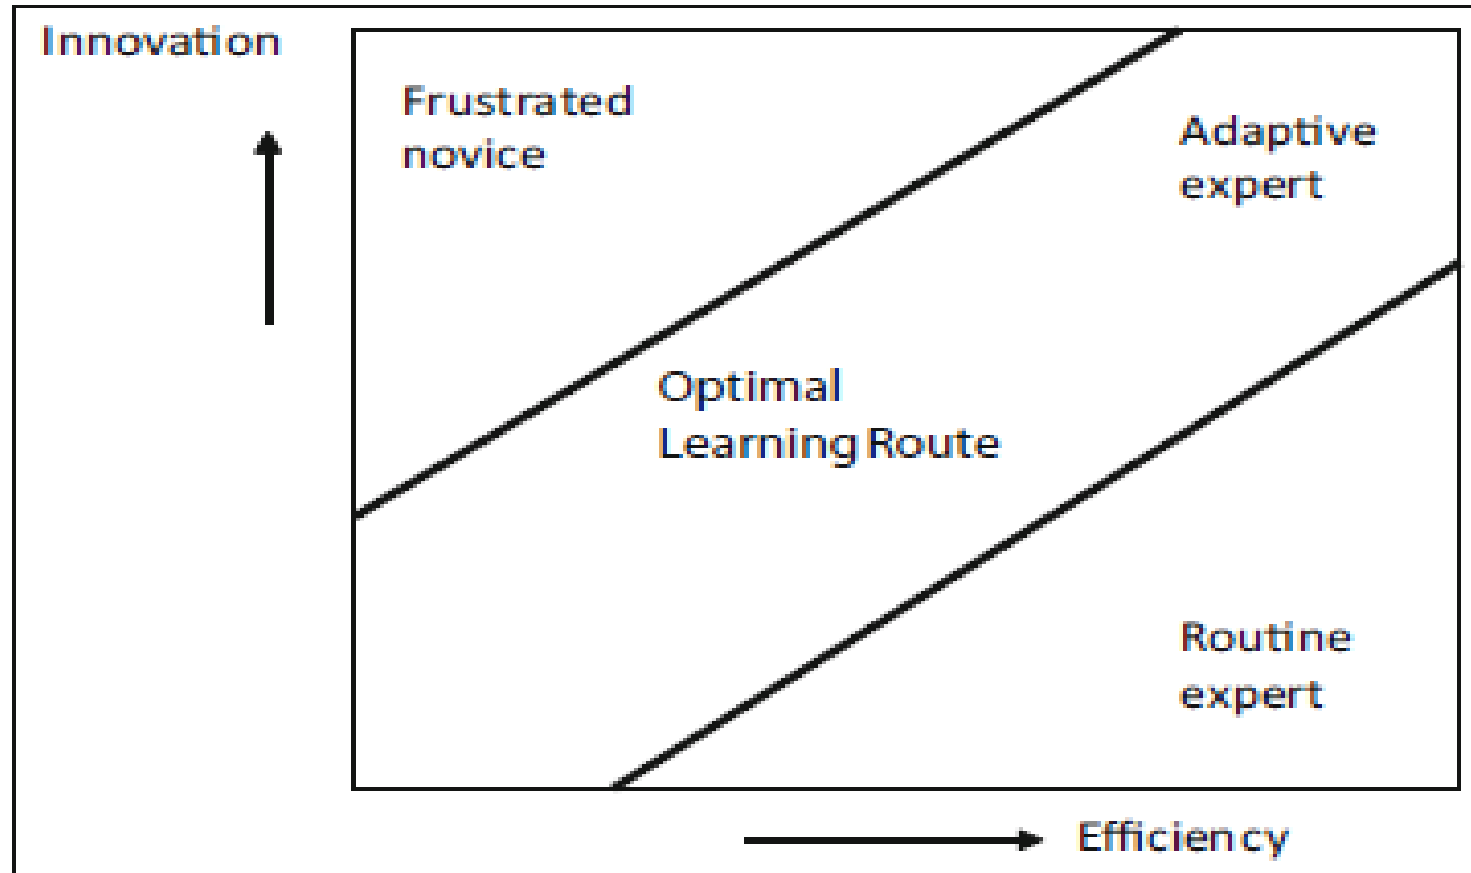 Innovation
Frustrated
novice
Adaptive
expert
Optimal
Learning Route
Routine
expert
Efficiency